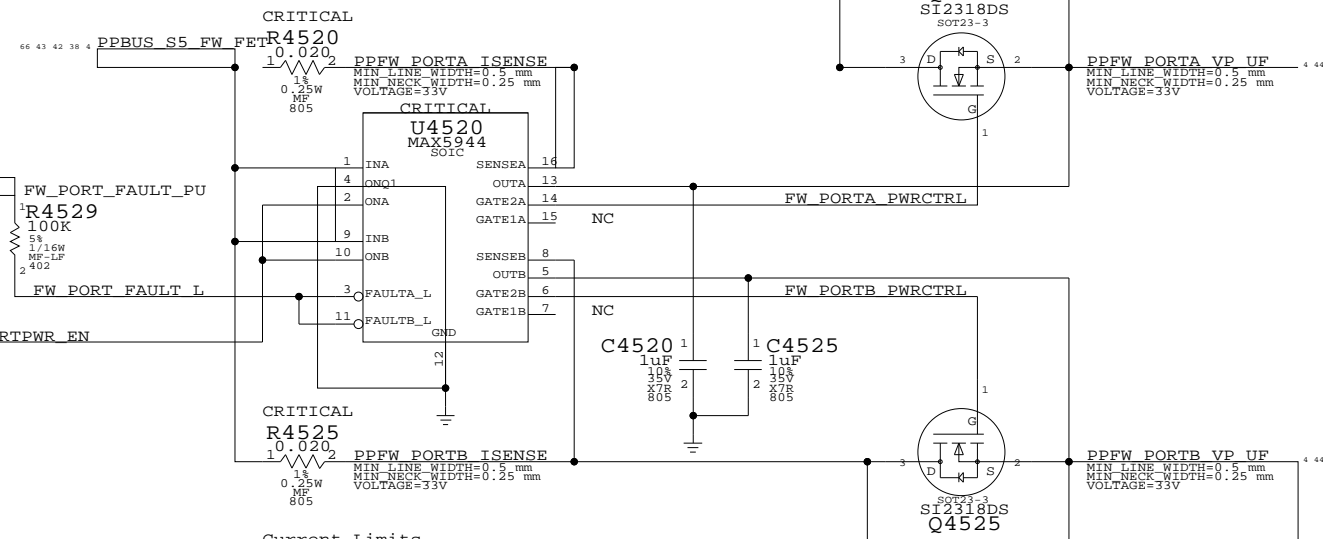 SI2318DS
SOT23-3
CRITICAL
R4520
0.020
1 2
1%
0.25W
MF
805
66 43 42 38 4 PPBUS_S5_FW_FET
PPFW_PORTA_ISENSE
MIN_LINE_WIDTH=0.5 mm
MIN_NECK_WIDTH=0.25 mm
VOLTAGE=33V
3 D S 2
G
1
PPFW_PORTA_VP_UF 4 44
MIN_LINE_WIDTH=0.5 mm
MIN_NECK_WIDTH=0.25 mm
VOLTAGE=33V
CRITICAL
U4520
MAX5944
SOIC
1 INA
4 ONQ1
2 ONA
9 INB
10 ONB
3 FAULTA_L
11 FAULTB_L
GND
12
SENSEA 16
OUTA 13
GATE2A 14
GATE1A 15 NC
SENSEB 8
OUTB 5
GATE2B 6
GATE1B 7 NC
FW_PORTA_PWRCTRL
FW_PORTB_PWRCTRL
FW_PORT_FAULT_PU
1
R4529
100K
5%
1/16W
MF-LF
402
2
FW_PORT_FAULT_L
RTPWR_EN
C4520 1
1uF
10%
35V 2
X7R
805
1 C4525
1uF
10%
2 35V
X7R
805
CRITICAL
R4525
0.020
1 2
1%
0.25W
MF
805
PPFW_PORTB_ISENSE
MIN_LINE_WIDTH=0.5 mm
MIN_NECK_WIDTH=0.25 mm
VOLTAGE=33V
1
G
3 D S 2
SOT23-3
SI2318DS
Q4525
PPFW_PORTB_VP_UF 4 44
MIN_LINE_WIDTH=0.5 mm
MIN_NECK_WIDTH=0.25 mm
VOLTAGE=33V
Current Limits